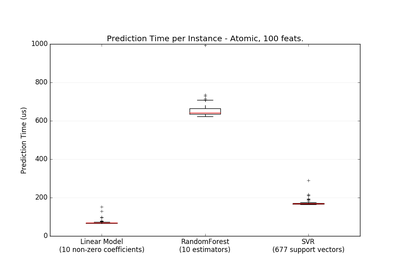 Prediction Time per Instance - Atomic, 100 feats.
1000
800
600
400
200
0
Prediction Time (us)
Linear Model
(10 non-zero coefficients)
RandomForest
(10 estimators)
SVR
(677 support vectors)